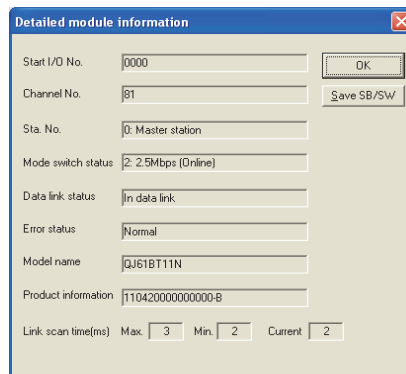 Detailed module information
Start I/O No. 0000 OK
Channel No. 81 Save SB/SW
Sta. No. 0: Master station
Mode switch status 2: 2.5Mbps (Online)
Data link status In data link
Error status Normal
Model name QJ61BT11N
Product information 110420000000000-B
Link scan time(ms) Max. 3 Min. 2 Current 2